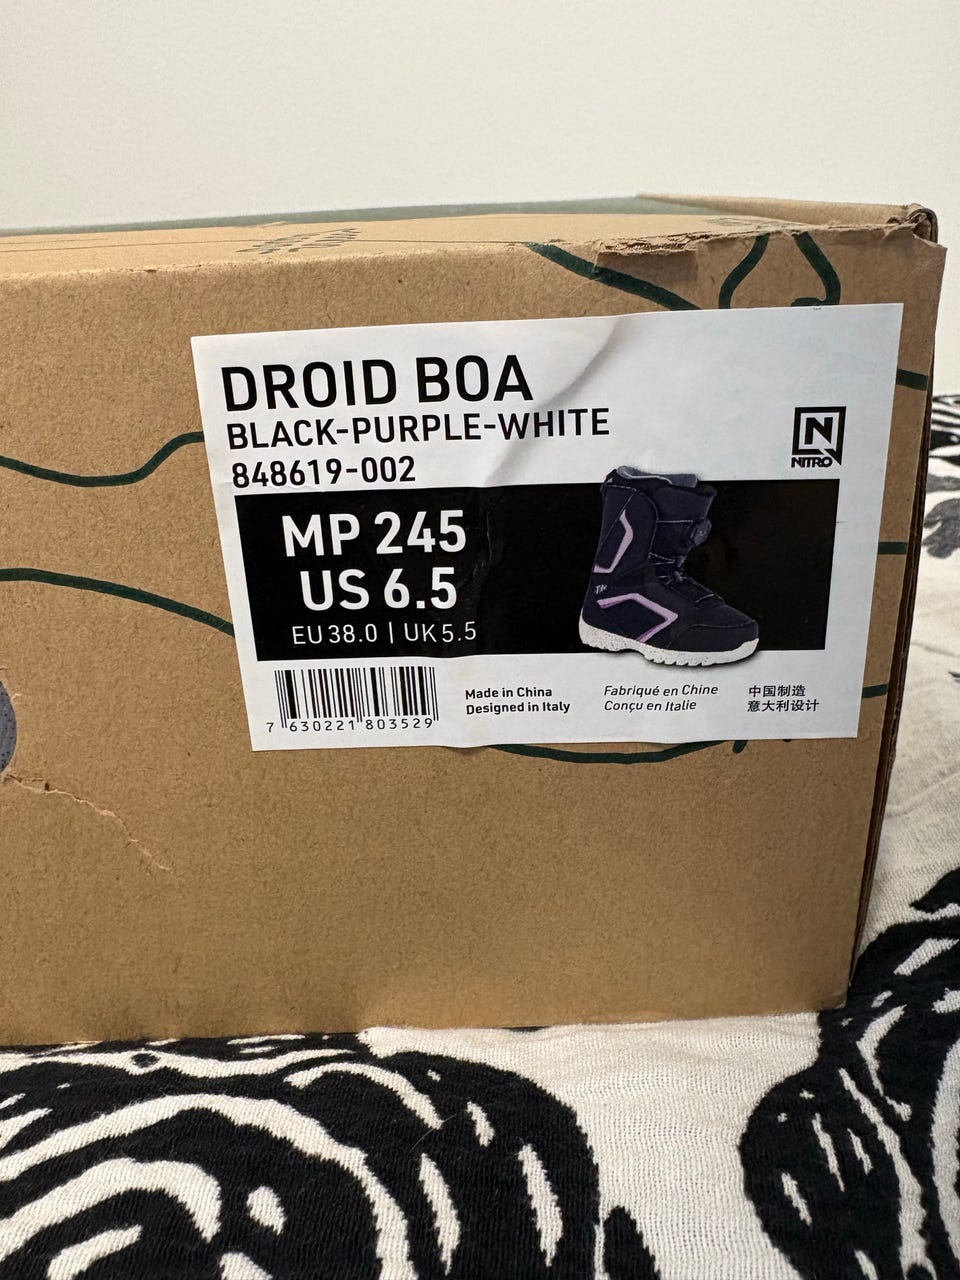 DROID BOA
BLACK-PURPLE-WHITE
848619-002
NITRO
MP 245
US 6.5
EU 38.0 | UK 5.5
7 630221 803529
Made in China
Designed in Italy
Fabriqué en Chine
Conçu en Italie
中国制造
意大利设计